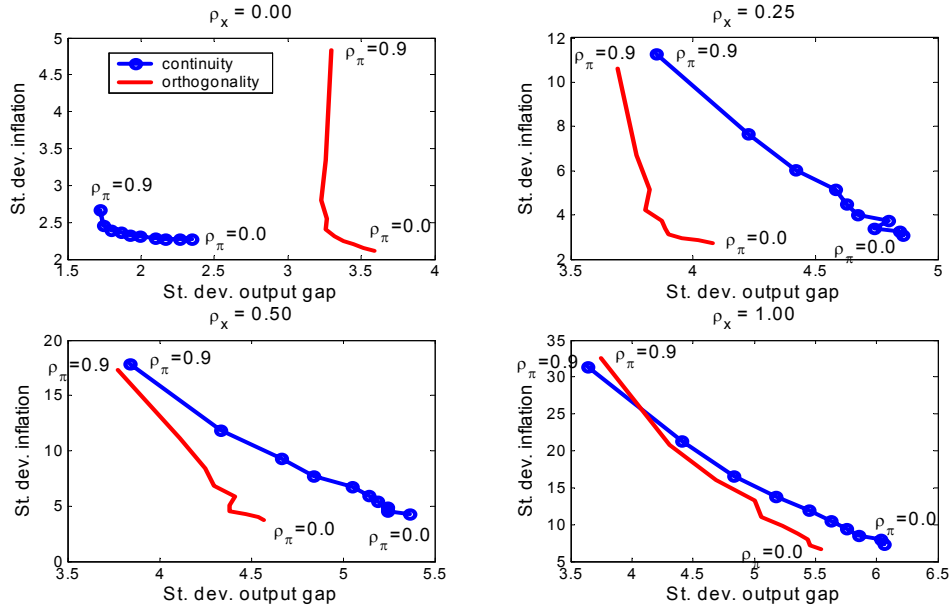 ρx = 0.00
5
4.5
4
3.5
3
2.5
2
St. dev. inflation
continuity
orthogonality
ρπ=0.9
ρπ=0.9
ρπ=0.0
ρπ=0.0
1.5 2 2.5 3 3.5 4
St. dev. output gap
ρx = 0.25
12
10
8
6
4
2
St. dev. inflation
ρπ=0.9
ρπ=0.9
ρπ=0.0
ρπ=0.0
3.5 4 4.5 5
St. dev. output gap
ρx = 0.50
20
15
10
5
0
St. dev. inflation
ρπ=0.9
ρπ=0.9
ρπ=0.0
ρπ=0.0
3.5 4 4.5 5 5.5
St. dev. output gap
ρx = 1.00
35
30
25
20
15
10
5
St. dev. inflation
ρπ=0.9
ρπ=0.9
ρπ=0.0
ρπ=0.0
3.5 4 4.5 5 5.5 6 6.5
St. dev. output gap